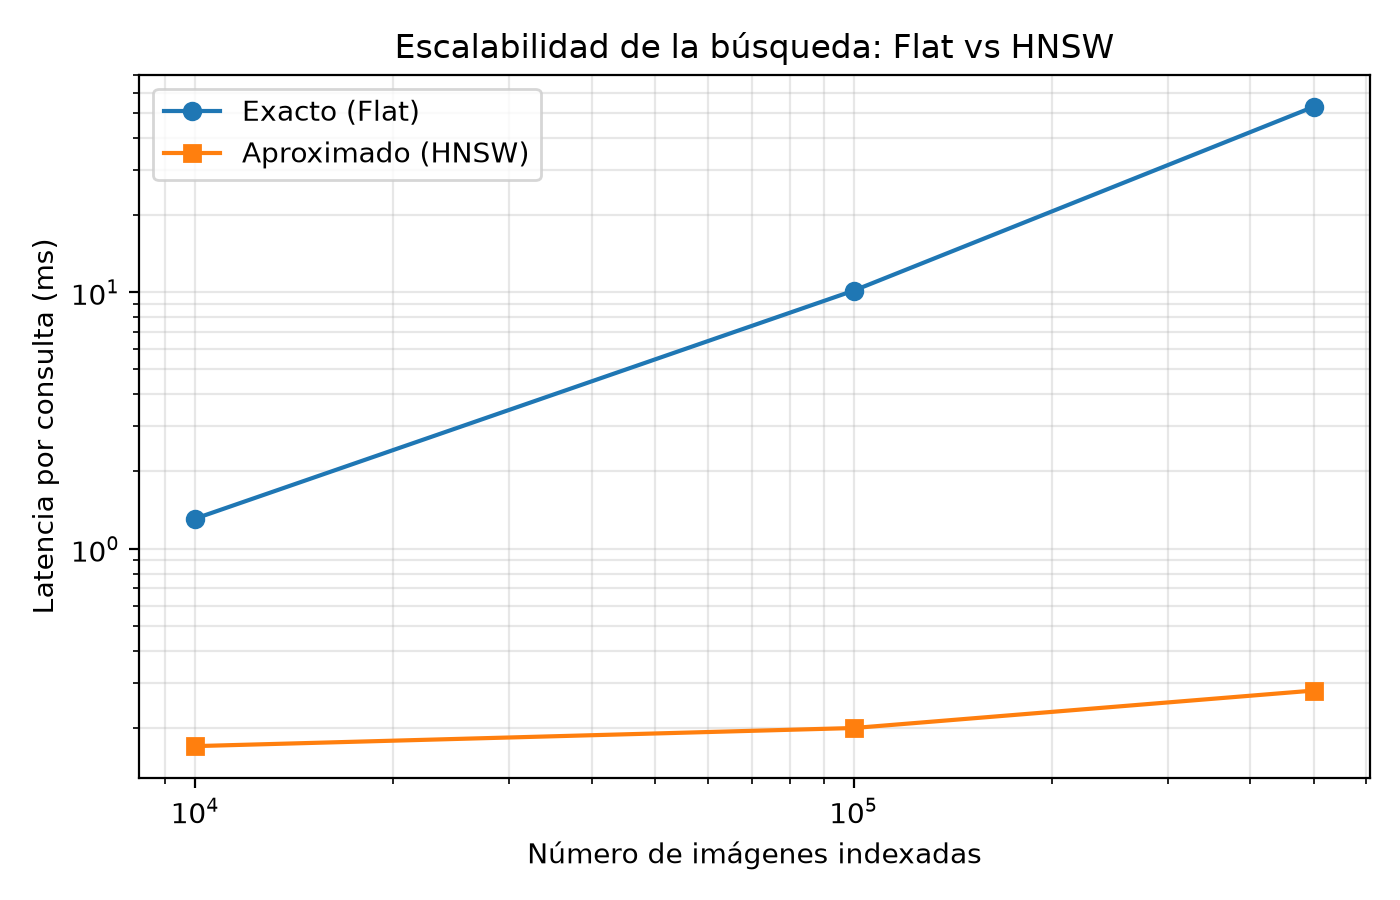 Escalabilidad de la búsqueda: Flat vs HNSW
Exacto (Flat)
Aproximado (HNSW)
Latencia por consulta (ms)
10¹
10⁰
10⁴
10⁵
Número de imágenes indexadas